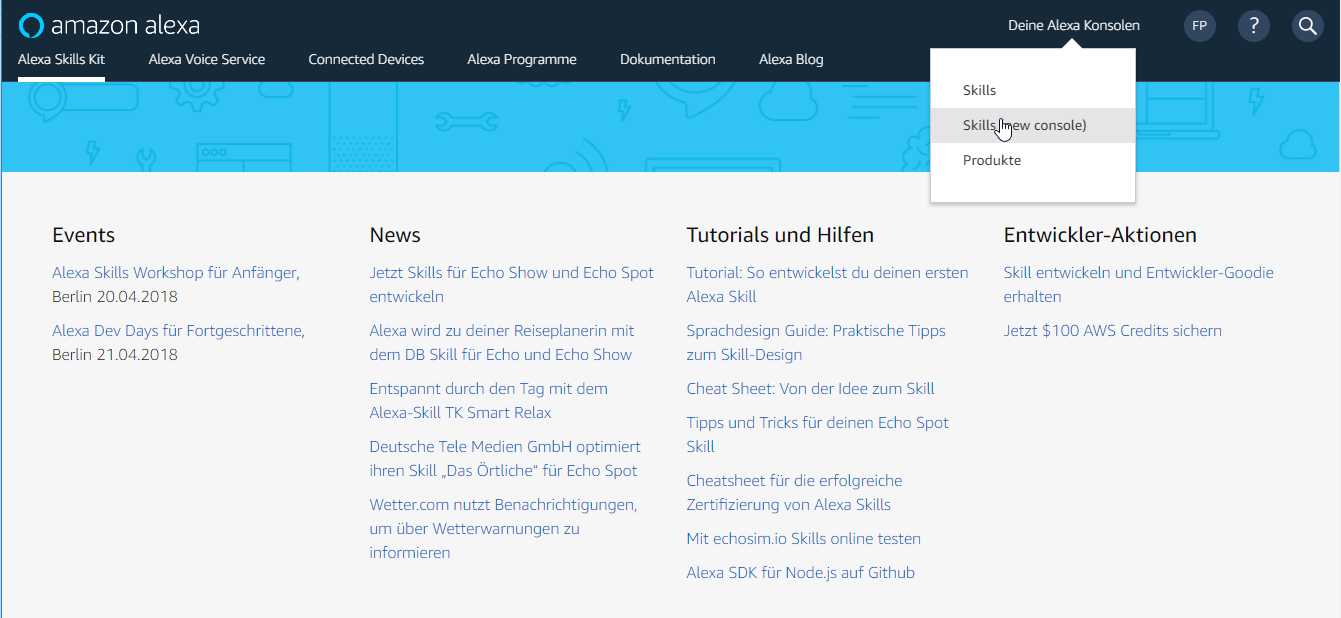 amazon alexa
Deine Alexa Konsolen
FP
?
Alexa Skills Kit
Alexa Voice Service
Connected Devices
Alexa Programme
Dokumentation
Alexa Blog
Skills
Skills (new console)
Produkte
Events
Alexa Skills Workshop für Anfänger,
Berlin 20.04.2018
Alexa Dev Days für Fortgeschrittene,
Berlin 21.04.2018
News
Jetzt Skills für Echo Show und Echo Spot
entwickeln
Alexa wird zu deiner Reiseplanerin mit
dem DB Skill für Echo und Echo Show
Entspannt durch den Tag mit dem
Alexa-Skill TK Smart Relax
Deutsche Tele Medien GmbH optimiert
ihren Skill „Das Örtliche“ für Echo Spot
Wetter.com nutzt Benachrichtigungen,
um über Wetterwarnungen zu
informieren
Tutorials und Hilfen
Tutorial: So entwickelst du deinen ersten
Alexa Skill
Sprachdesign Guide: Praktische Tipps
zum Skill-Design
Cheat Sheet: Von der Idee zum Skill
Tipps und Tricks für deinen Echo Spot
Skill
Cheatsheet für die erfolgreiche
Zertifizierung von Alexa Skills
Mit echosim.io Skills online testen
Alexa SDK für Node.js auf Github
Entwickler-Aktionen
Skill entwickeln und Entwickler-Goodie
erhalten
Jetzt $100 AWS Credits sichern